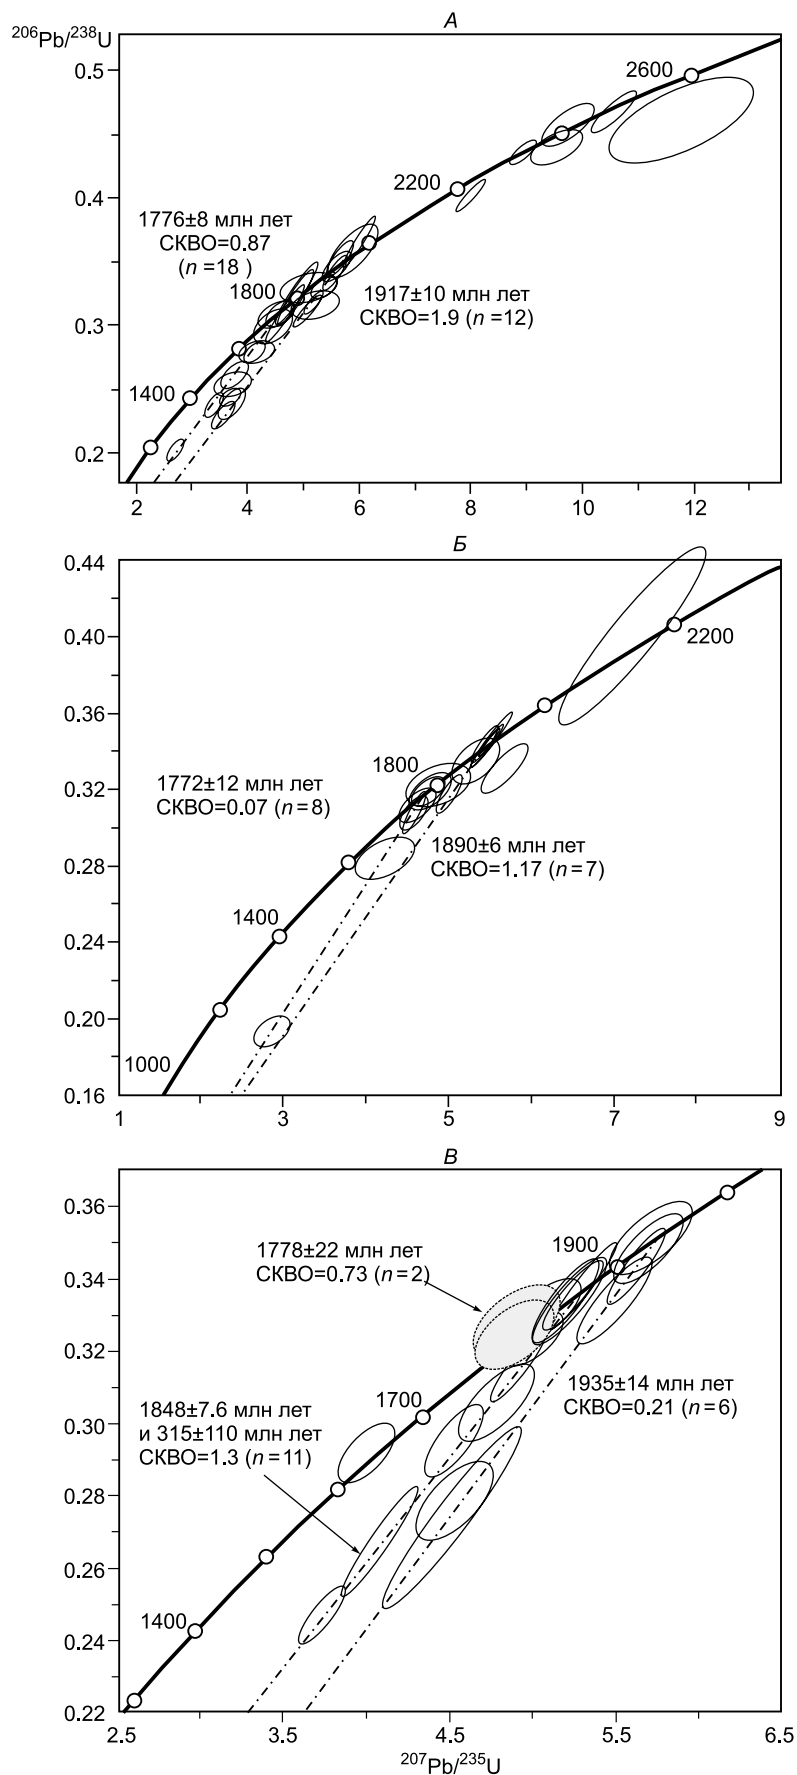 А
206Pb/238U
0.5
0.4
0.3
0.2
2600
2200
1776±8 млн лет
СКВО=0.87
(n =18 )
1800
1917±10 млн лет
СКВО=1.9 (n =12)
1400
2
4
6
8
10
12
Б
0.44
0.40
0.36
0.32
0.28
0.24
0.20
0.16
2200
1800
1772±12 млн лет
СКВО=0.07 (n=8)
1890±6 млн лет
СКВО=1.17 (n=7)
1400
1000
1
3
5
7
9
В
0.36
0.34
0.32
0.30
0.28
0.26
0.24
0.22
1778±22 млн лет
СКВО=0.73 (n=2)
1900
1935±14 млн лет
СКВО=0.21 (n=6)
1700
1848±7.6 млн лет
и 315±110 млн лет
СКВО=1.3 (n=11)
1400
2.5
3.5
4.5
5.5
6.5
207Pb/235U